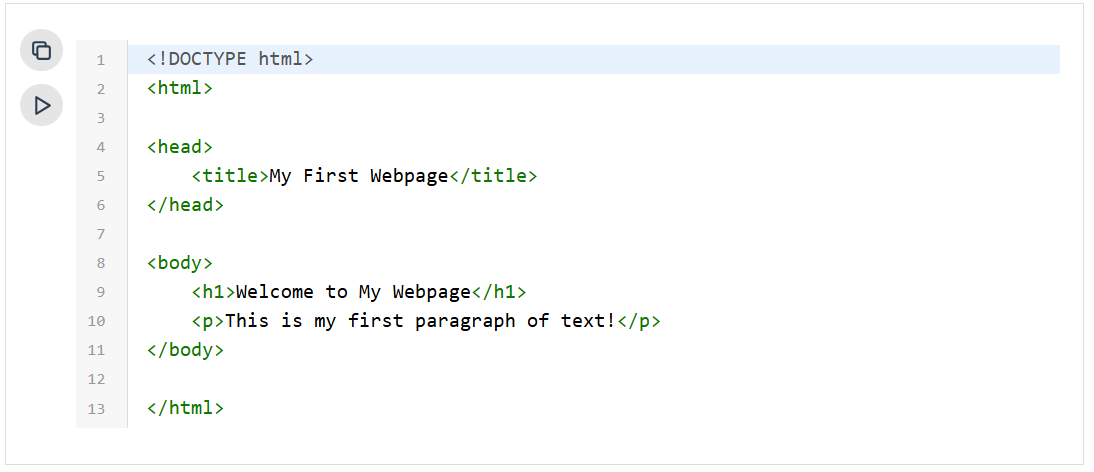 1 <!DOCTYPE html>
2 <html>
3
4 <head>
5     <title>My First Webpage</title>
6 </head>
7
8 <body>
9     <h1>Welcome to My Webpage</h1>
10     <p>This is my first paragraph of text!</p>
11 </body>
12
13 </html>